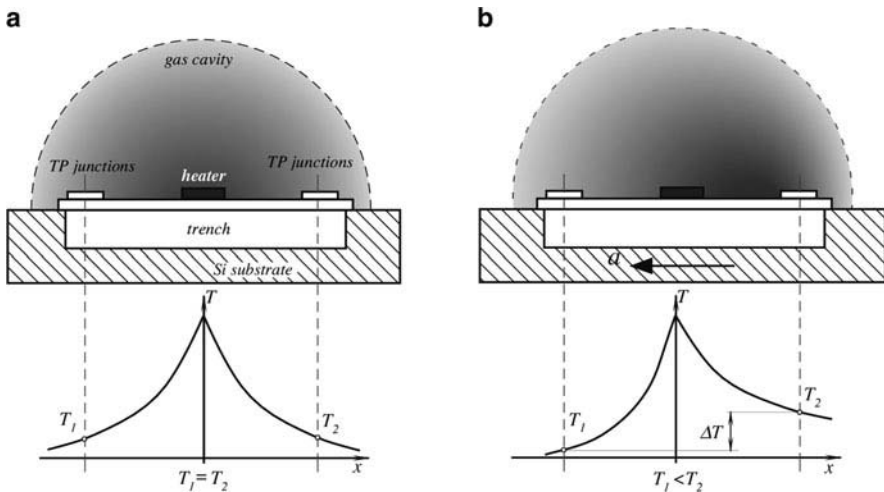 a
gas cavity
TP junctions
heater
TP junctions
trench
Si substrate
T
T1
T2
x
T1 = T2
b
a
T
T1
T2
ΔT
x
T1 < T2